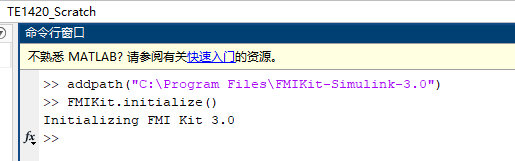 TE1420_Scratch
命令行窗口
不熟悉 MATLAB? 请参阅有关快速入门的资源。
>> addpath("C:\Program Files\FMIKit-Simulink-3.0")
>> FMIKit.initialize()
Initializing FMI Kit 3.0
fx >>